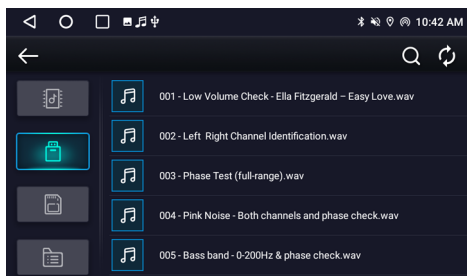 10:42 AM
001 - Low Volume Check - Ella Fitzgerald – Easy Love.wav
002 - Left  Right Channel Identification.wav
003 - Phase Test (full-range).wav
004 - Pink Noise - Both channels and phase check.wav
005 - Bass band - 0-200Hz & phase check.wav